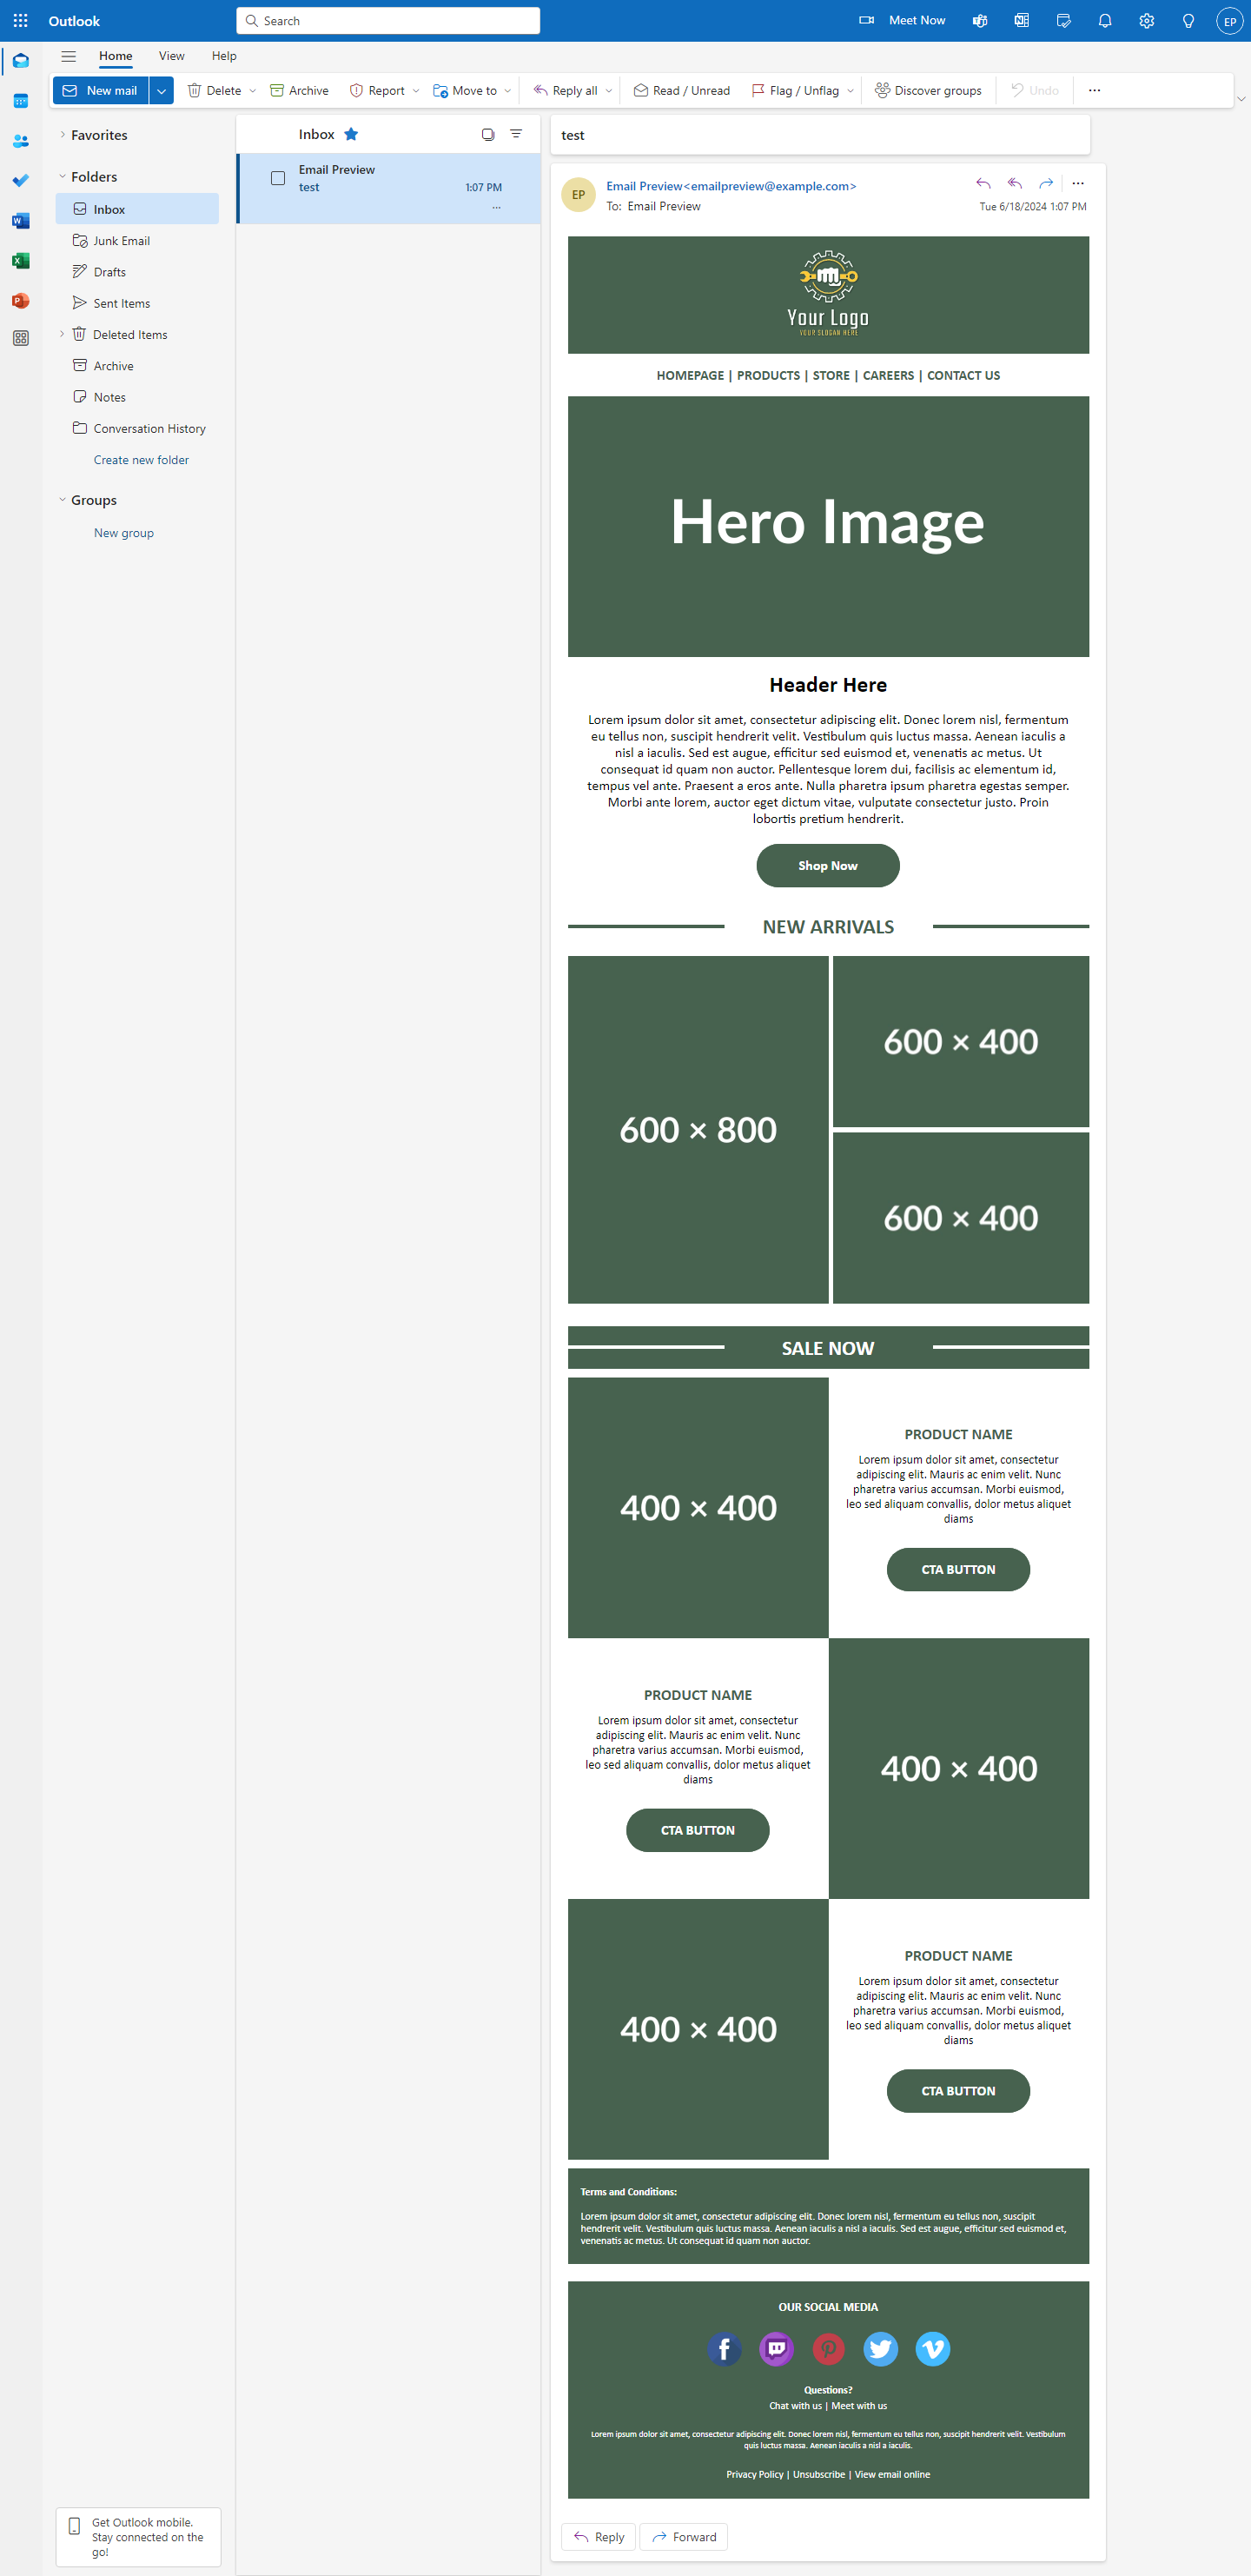 Outlook
Search
Meet Now
EP
Home View Help
New mail Delete Archive Report Move to Reply all Read / Unread Flag / Unflag Discover groups Undo
Favorites
Folders
Inbox
Junk Email
Drafts
Sent Items
Deleted Items
Archive
Notes
Conversation History
Create new folder
Groups
New group
Get Outlook mobile.
Stay connected on the
go!
Inbox
Email Preview
test 1:07 PM
...
test
EP
Email Preview<emailpreview@example.com>
To: Email Preview
Tue 6/18/2024 1:07 PM
Your Logo
YOUR SLOGAN HERE
HOMEPAGE | PRODUCTS | STORE | CAREERS | CONTACT US
Hero Image
Header Here
Lorem ipsum dolor sit amet, consectetur adipiscing elit. Donec lorem nisl, fermentum
eu tellus non, suscipit hendrerit velit. Vestibulum quis luctus massa. Aenean iaculis a
nisl a iaculis. Sed est augue, efficitur sed euismod et, venenatis ac metus. Ut
consequat id quam non auctor. Pellentesque lorem dui, facilisis ac elementum id,
tempus vel ante. Praesent a eros ante. Nulla pharetra ipsum pharetra egestas semper.
Morbi ante lorem, auctor eget dictum vitae, vulputate consectetur justo. Proin
lobortis pretium hendrerit.
Shop Now
NEW ARRIVALS
600 × 800
600 × 400
600 × 400
SALE NOW
400 × 400
PRODUCT NAME
Lorem ipsum dolor sit amet, consectetur
adipiscing elit. Mauris ac enim velit. Nunc
pharetra varius accumsan. Morbi euismod,
leo sed aliquam convallis, dolor metus aliquet
diams
CTA BUTTON
PRODUCT NAME
Lorem ipsum dolor sit amet, consectetur
adipiscing elit. Mauris ac enim velit. Nunc
pharetra varius accumsan. Morbi euismod,
leo sed aliquam convallis, dolor metus aliquet
diams
CTA BUTTON
400 × 400
400 × 400
PRODUCT NAME
Lorem ipsum dolor sit amet, consectetur
adipiscing elit. Mauris ac enim velit. Nunc
pharetra varius accumsan. Morbi euismod,
leo sed aliquam convallis, dolor metus aliquet
diams
CTA BUTTON
Terms and Conditions:
Lorem ipsum dolor sit amet, consectetur adipiscing elit. Donec lorem nisl, fermentum eu tellus non, suscipit
hendrerit velit. Vestibulum quis luctus massa. Aenean iaculis a nisl a iaculis. Sed est augue, efficitur sed euismod et,
venenatis ac metus. Ut consequat id quam non auctor.
OUR SOCIAL MEDIA
Questions?
Chat with us | Meet with us
Lorem ipsum dolor sit amet, consectetur adipiscing elit. Donec lorem nisl, fermentum eu tellus non, suscipit hendrerit velit. Vestibulum
quis luctus massa. Aenean iaculis a nisl a iaculis.
Privacy Policy | Unsubscribe | View email online
Reply Forward